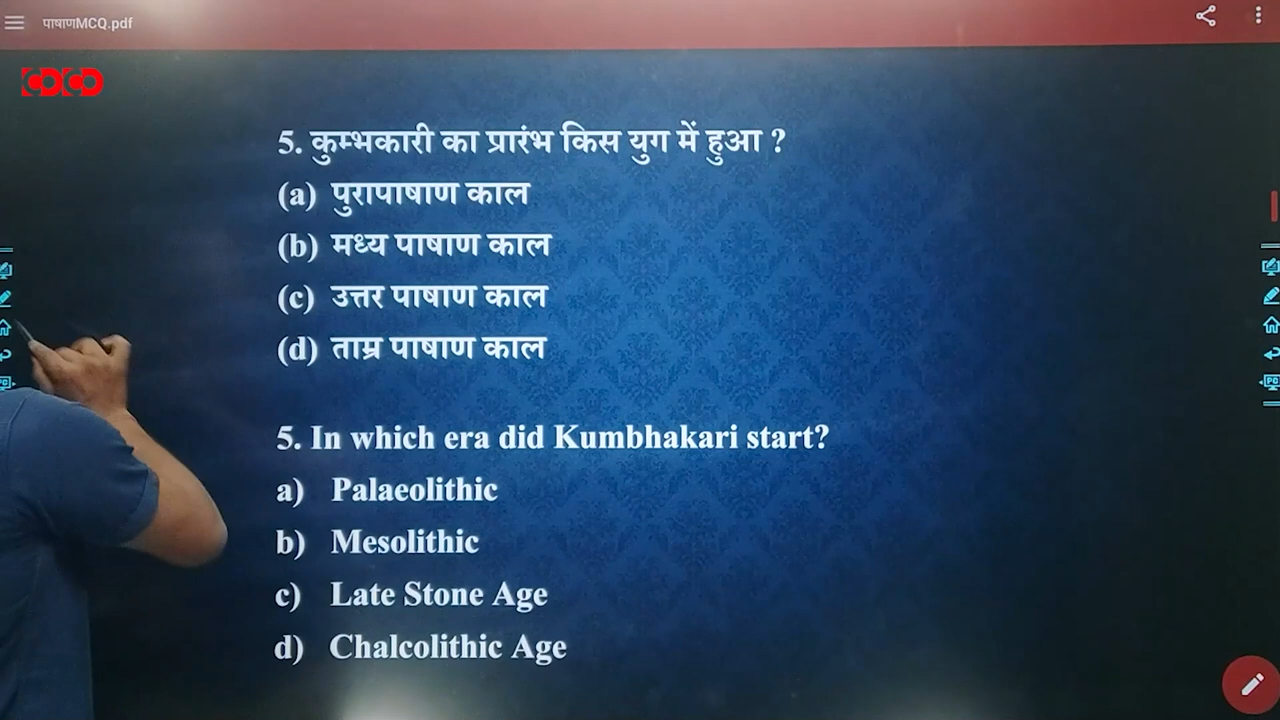 पाषाणMCQ.pdf
COCO
5. कुम्भकारी का प्रारंभ किस युग में हुआ ?
(a) पुरापाषाण काल
(b) मध्य पाषाण काल
(c) उत्तर पाषाण काल
(d) ताम्र पाषाण काल
5. In which era did Kumbhakari start?
a) Palaeolithic
b) Mesolithic
c) Late Stone Age
d) Chalcolithic Age